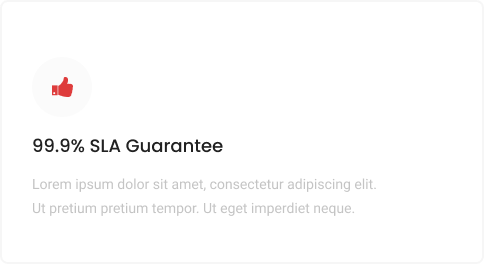 99.9% SLA Guarantee
Lorem ipsum dolor sit amet, consectetur adipiscing elit.
Ut pretium pretium tempor. Ut eget imperdiet neque.